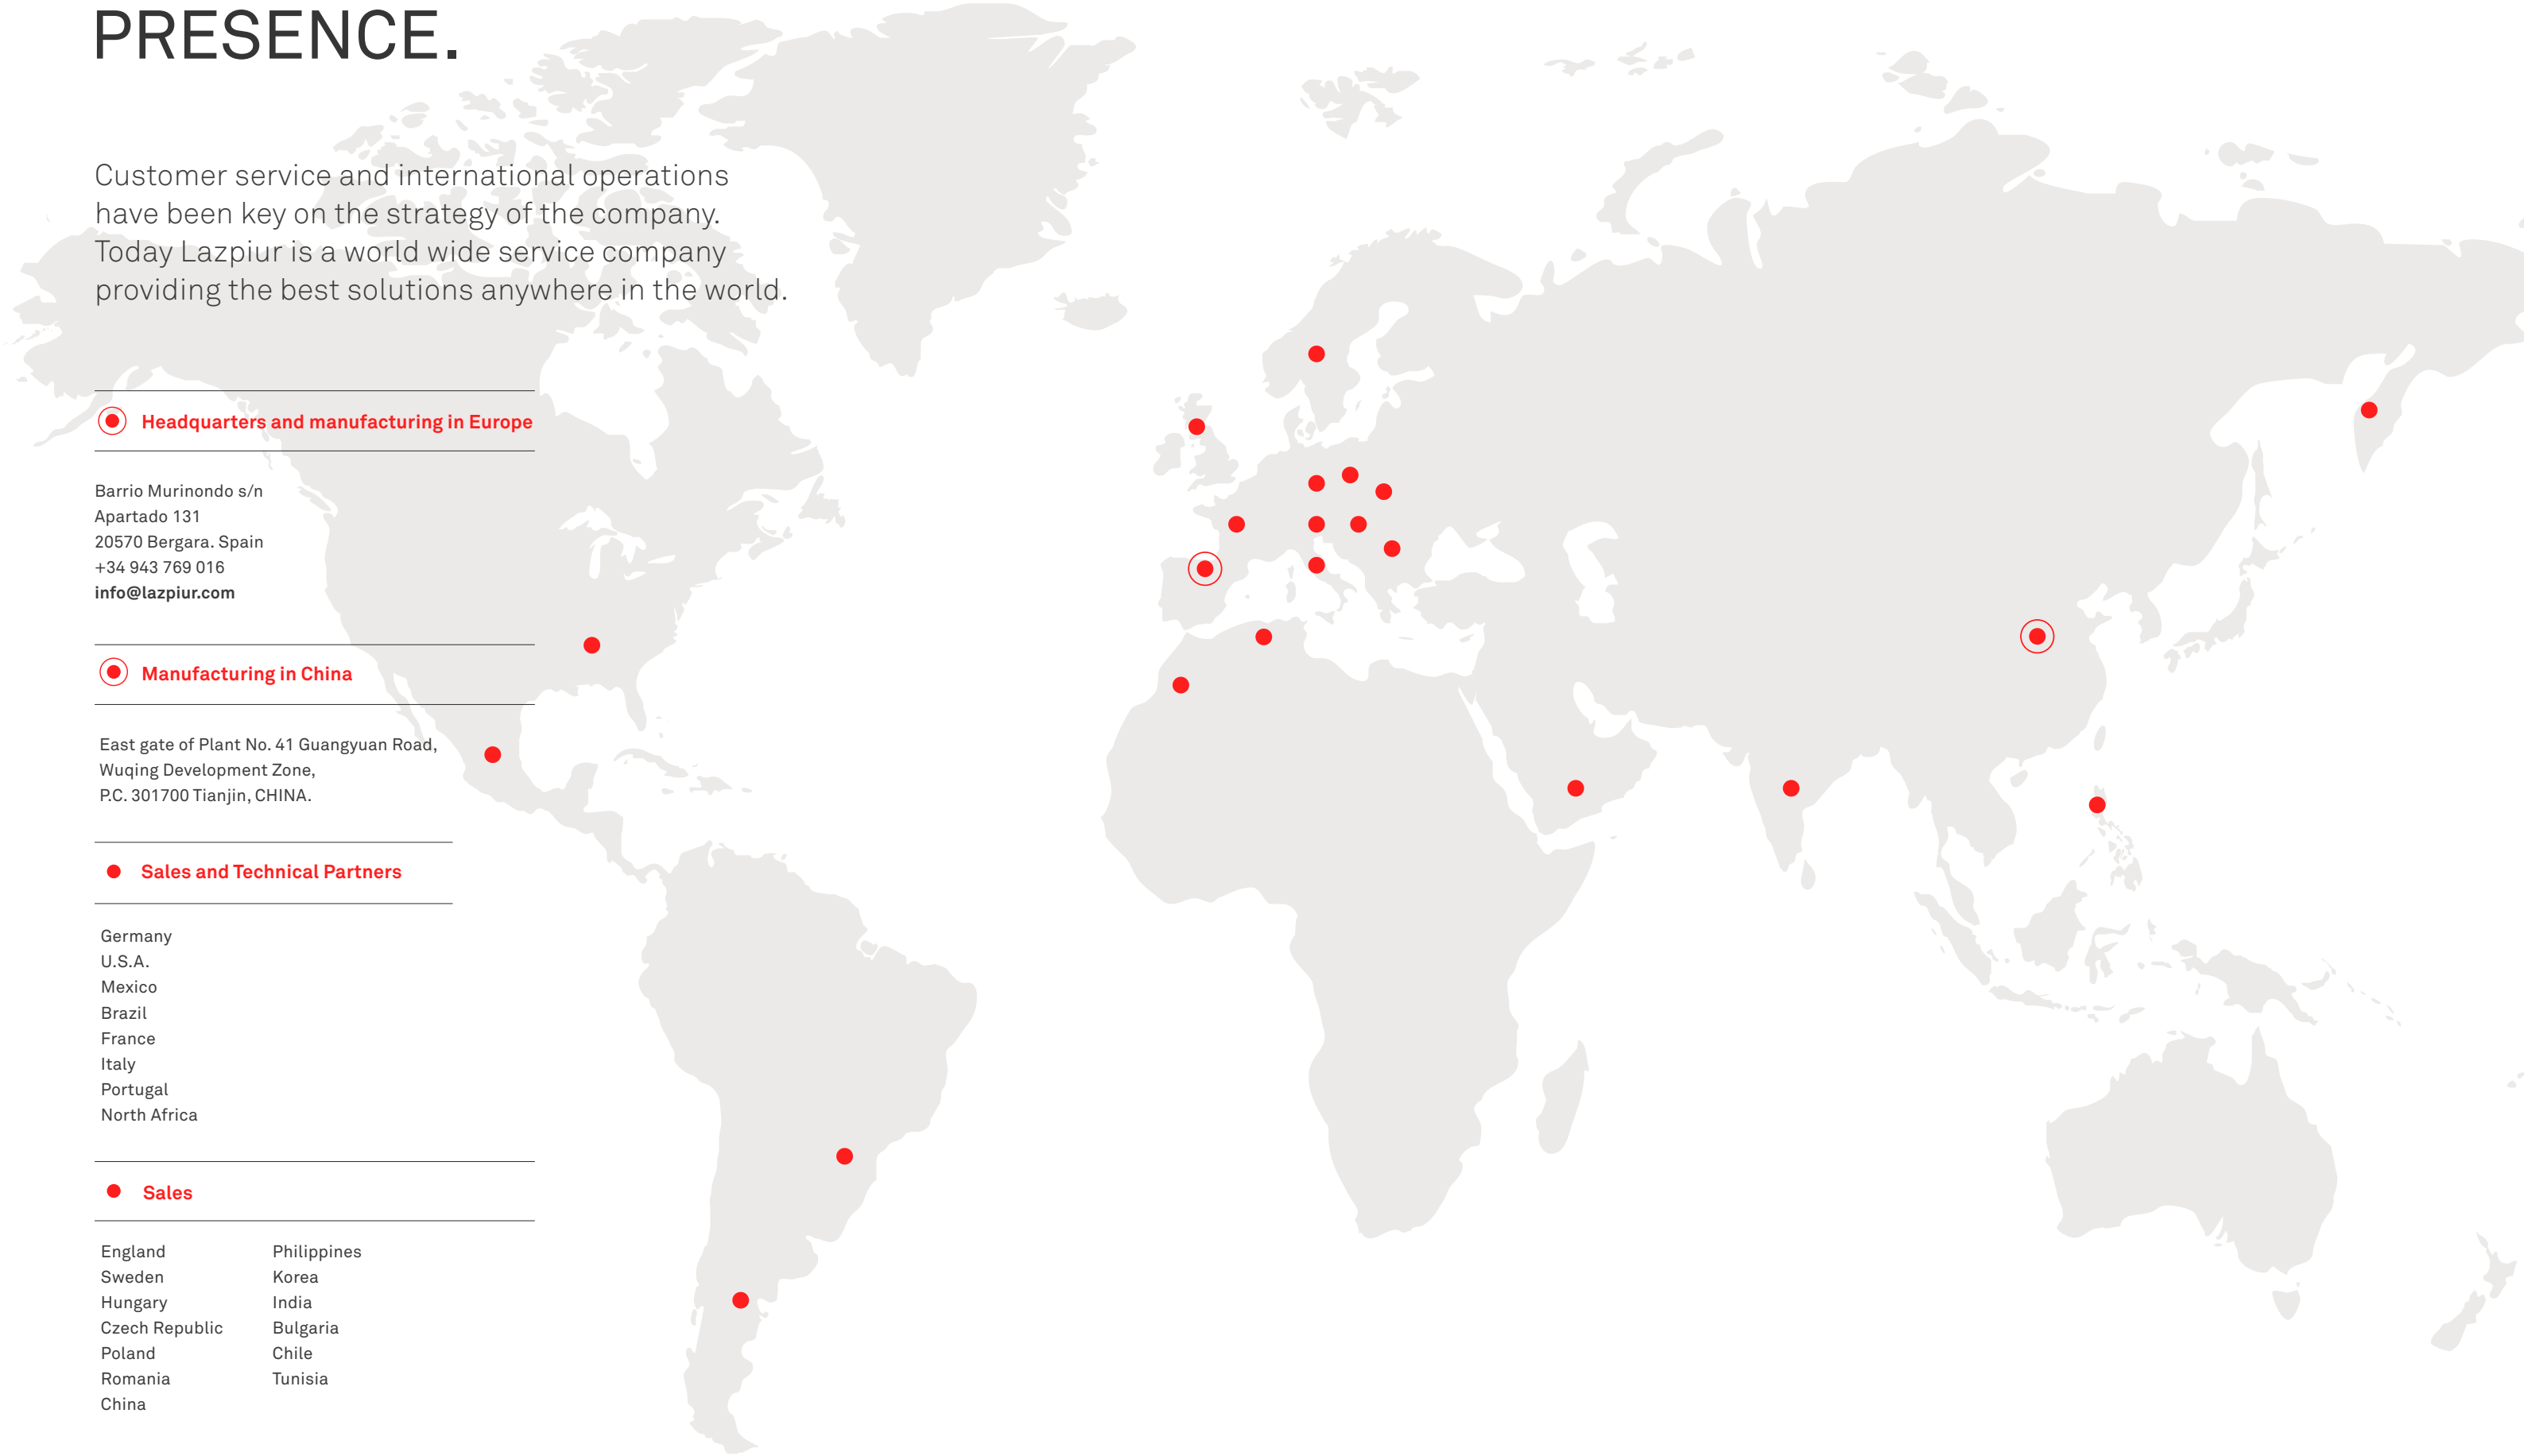 PRESENCE.
Customer service and international operations
have been key on the strategy of the company.
Today Lazpiur is a world wide service company
providing the best solutions anywhere in the world.
Headquarters and manufacturing in Europe
Barrio Murinondo s/n
Apartado 131
20570 Bergara. Spain
+34 943 769 016
info@lazpiur.com
Manufacturing in China
East gate of Plant No. 41 Guangyuan Road,
Wuqing Development Zone,
P.C. 301700 Tianjin, CHINA.
Sales and Technical Partners
Germany
U.S.A.
Mexico
Brazil
France
Italy
Portugal
North Africa
Sales
England
Sweden
Hungary
Czech Republic
Poland
Romania
China
Philippines
Korea
India
Bulgaria
Chile
Tunisia